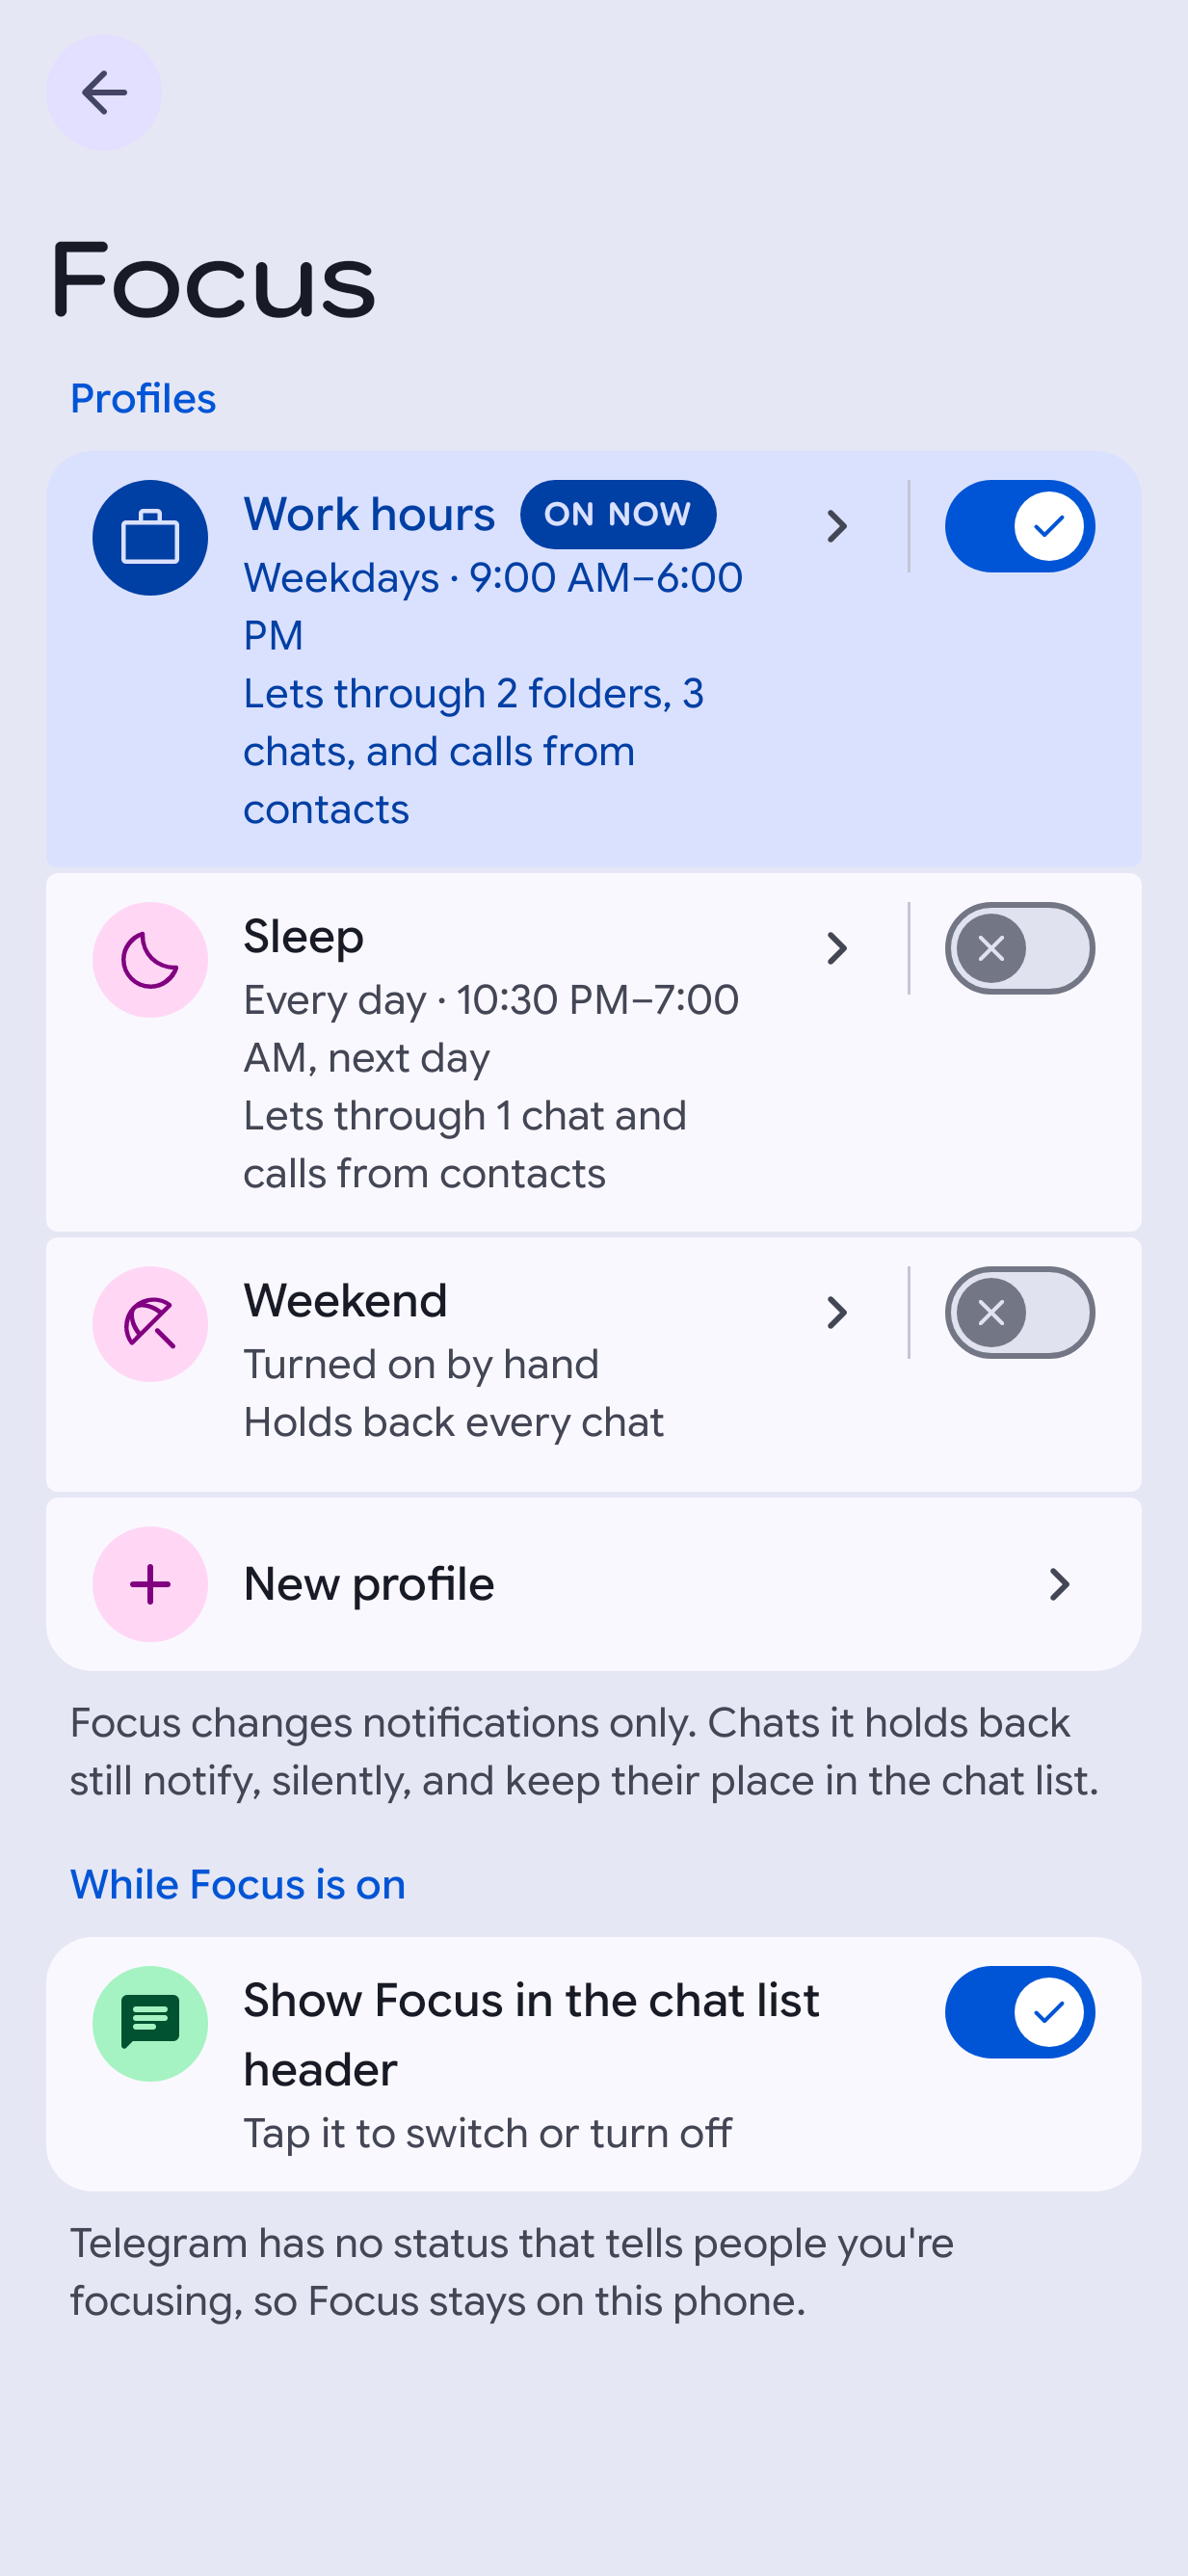 Focus
Profiles
Work hours ON NOW
Weekdays · 9:00 AM–6:00
PM
Lets through 2 folders, 3
chats, and calls from
contacts
Sleep
Every day · 10:30 PM–7:00
AM, next day
Lets through 1 chat and
calls from contacts
Weekend
Turned on by hand
Holds back every chat
New profile
Focus changes notifications only. Chats it holds back
still notify, silently, and keep their place in the chat list.
While Focus is on
Show Focus in the chat list
header
Tap it to switch or turn off
Telegram has no status that tells people you're
focusing, so Focus stays on this phone.